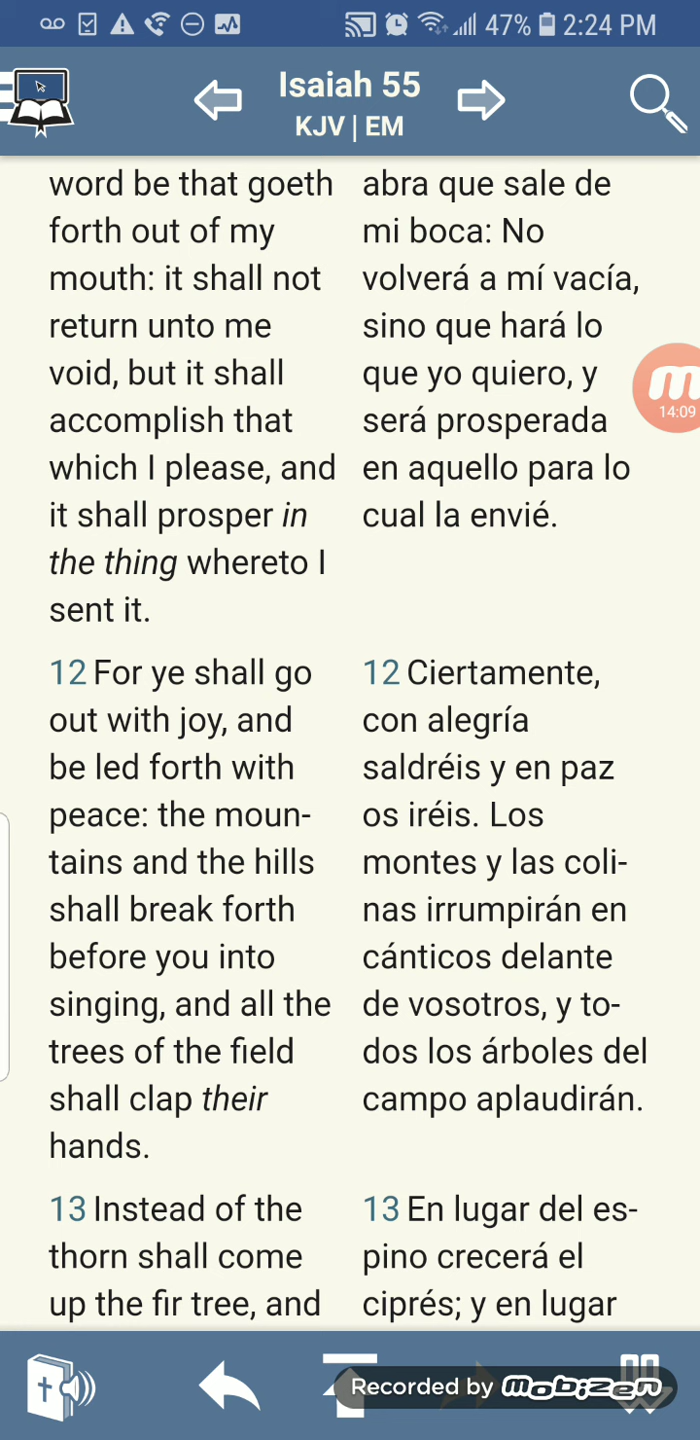 47% 2:24 PM
Isaiah 55
KJV | EM
word be that goeth
forth out of my
mouth: it shall not
return unto me
void, but it shall
accomplish that
which I please, and
it shall prosper in
the thing whereto I
sent it.
12 For ye shall go
out with joy, and
be led forth with
peace: the moun-
tains and the hills
shall break forth
before you into
singing, and all the
trees of the field
shall clap their
hands.
13 Instead of the
thorn shall come
up the fir tree, and
abra que sale de
mi boca: No
volverá a mí vacía,
sino que hará lo
que yo quiero, y
será prosperada
en aquello para lo
cual la envié.
12 Ciertamente,
con alegría
saldréis y en paz
os iréis. Los
montes y las coli-
nas irrumpirán en
cánticos delante
de vosotros, y to-
dos los árboles del
campo aplaudirán.
13 En lugar del es-
pino crecerá el
ciprés; y en lugar
m
14:09
Recorded by mobizen